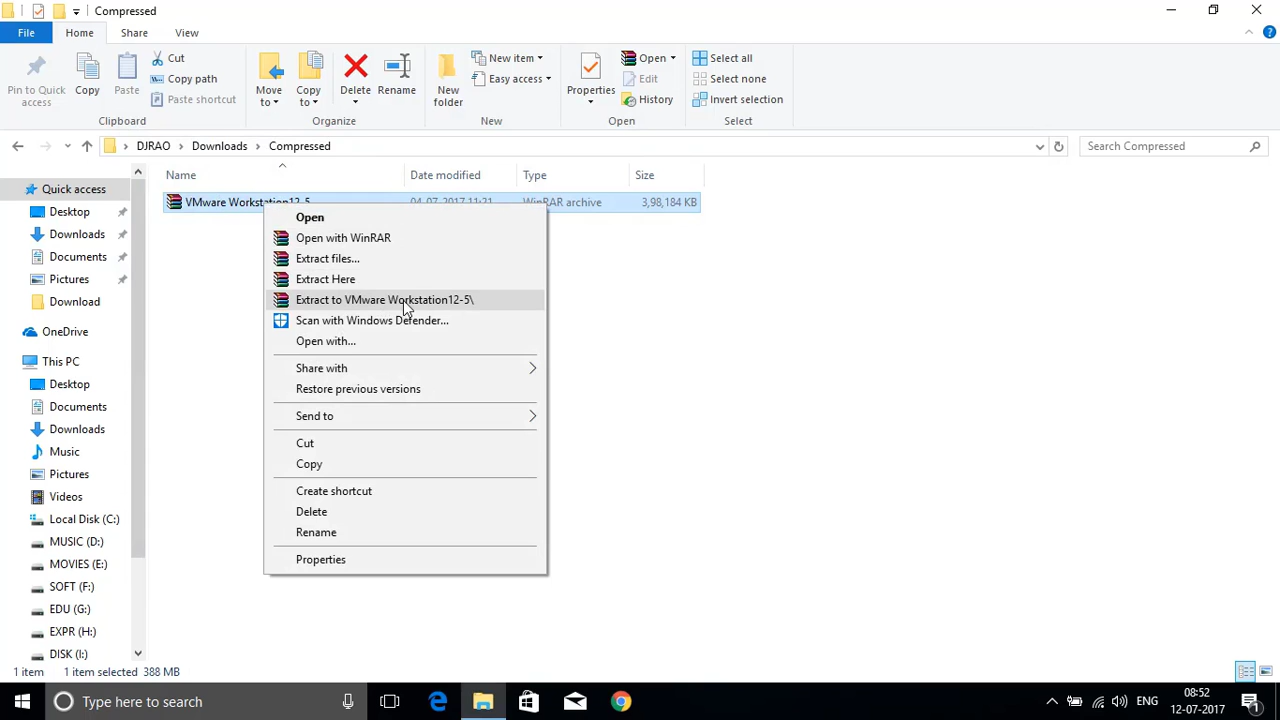 Compressed
File Home Share View
Pin to Quick access
Copy
Paste
Cut
Copy path
Paste shortcut
Clipboard
Move to
Copy to
Delete
Rename
Organize
New folder
New item
Easy access
New
Properties
Open
Edit
History
Open
Select all
Select none
Invert selection
Select
DJRAO Downloads Compressed
Search Compressed
Name Date modified Type Size
VMware Workstation12-5 04-07-2017 11:21 WinRAR archive 3,98,184 KB
Quick access
Desktop
Downloads
Documents
Pictures
Download
OneDrive
This PC
Desktop
Documents
Downloads
Music
Pictures
Videos
Local Disk (C:)
MUSIC (D:)
MOVIES (E:)
SOFT (F:)
EDU (G:)
EXPR (H:)
DISK (I:)
Open
Open with WinRAR
Extract files...
Extract Here
Extract to VMware Workstation12-5\
Scan with Windows Defender...
Open with...
Share with
Restore previous versions
Send to
Cut
Copy
Create shortcut
Delete
Rename
Properties
1 item 1 item selected 388 MB
Type here to search
ENG
08:52
12-07-2017
1